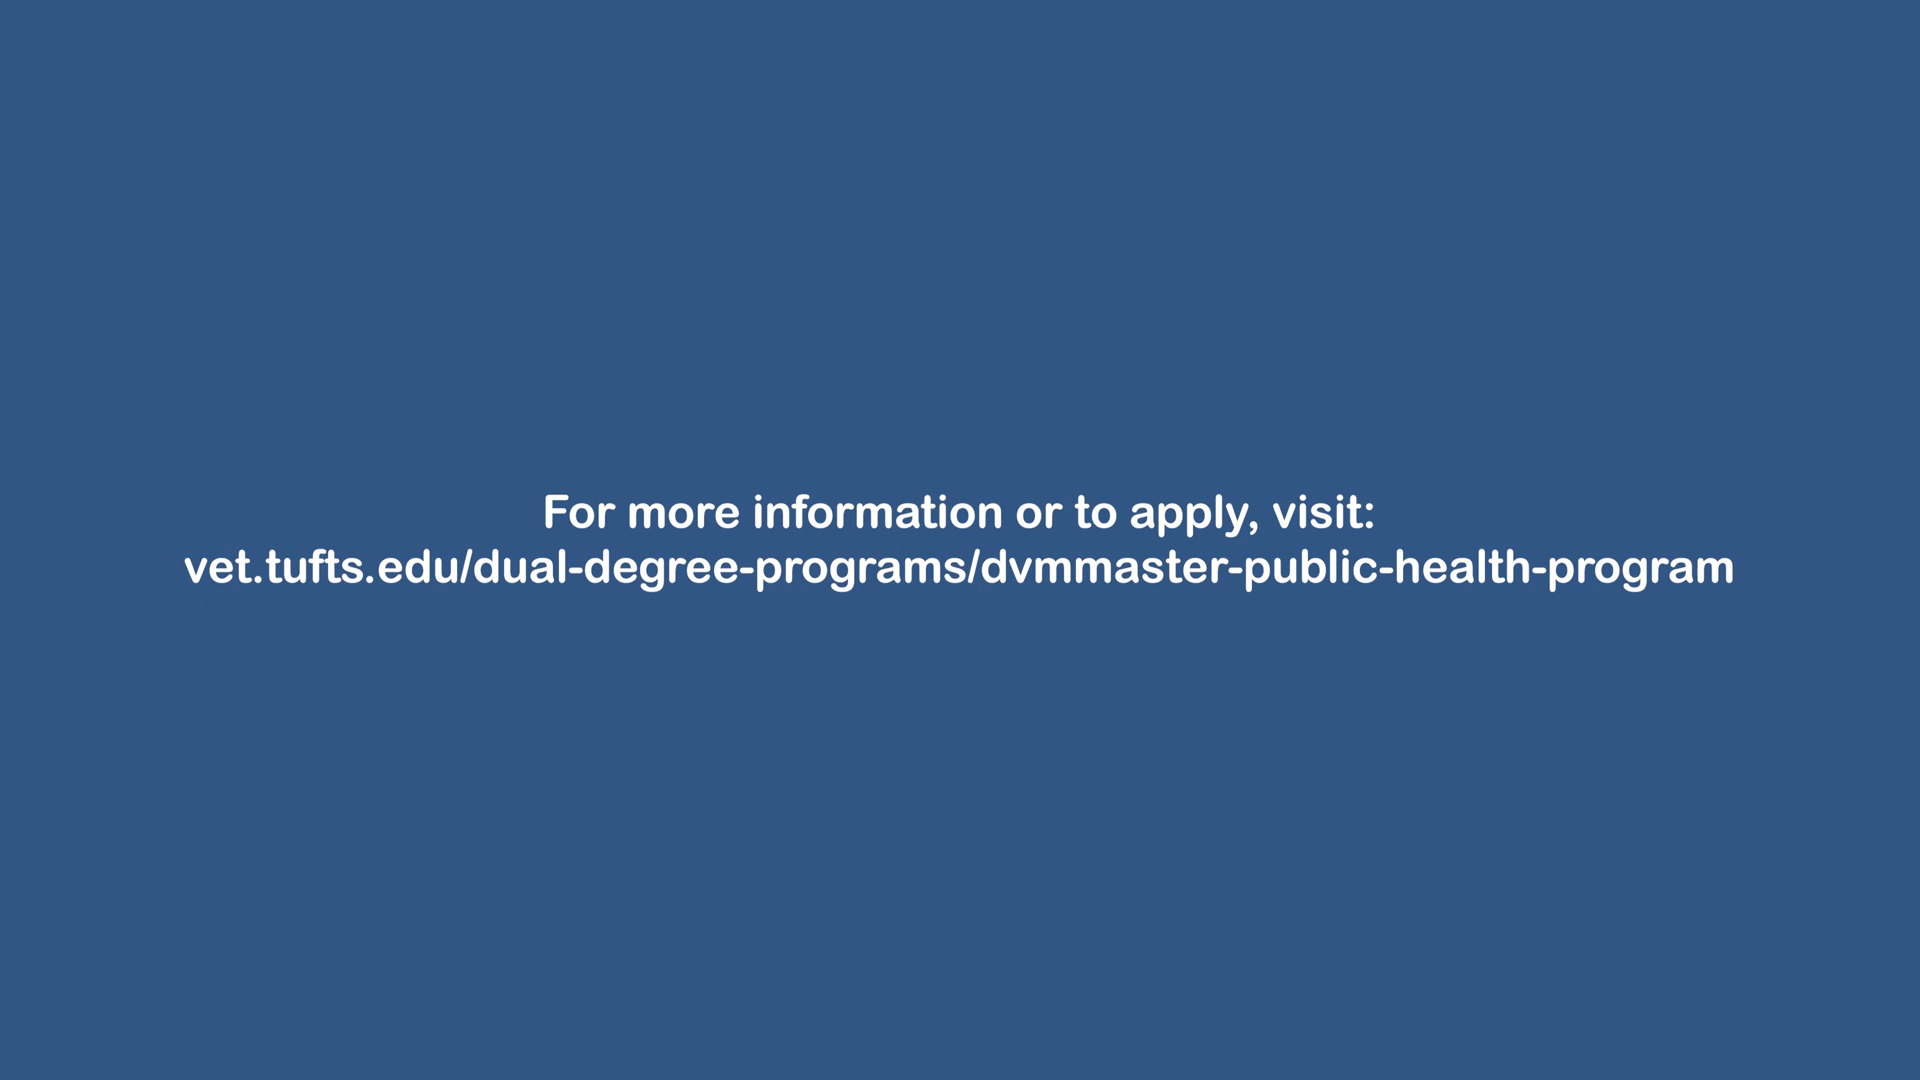 For more information or to apply, visit:
vet.tufts.edu/dual-degree-programs/dvmmaster-public-health-program